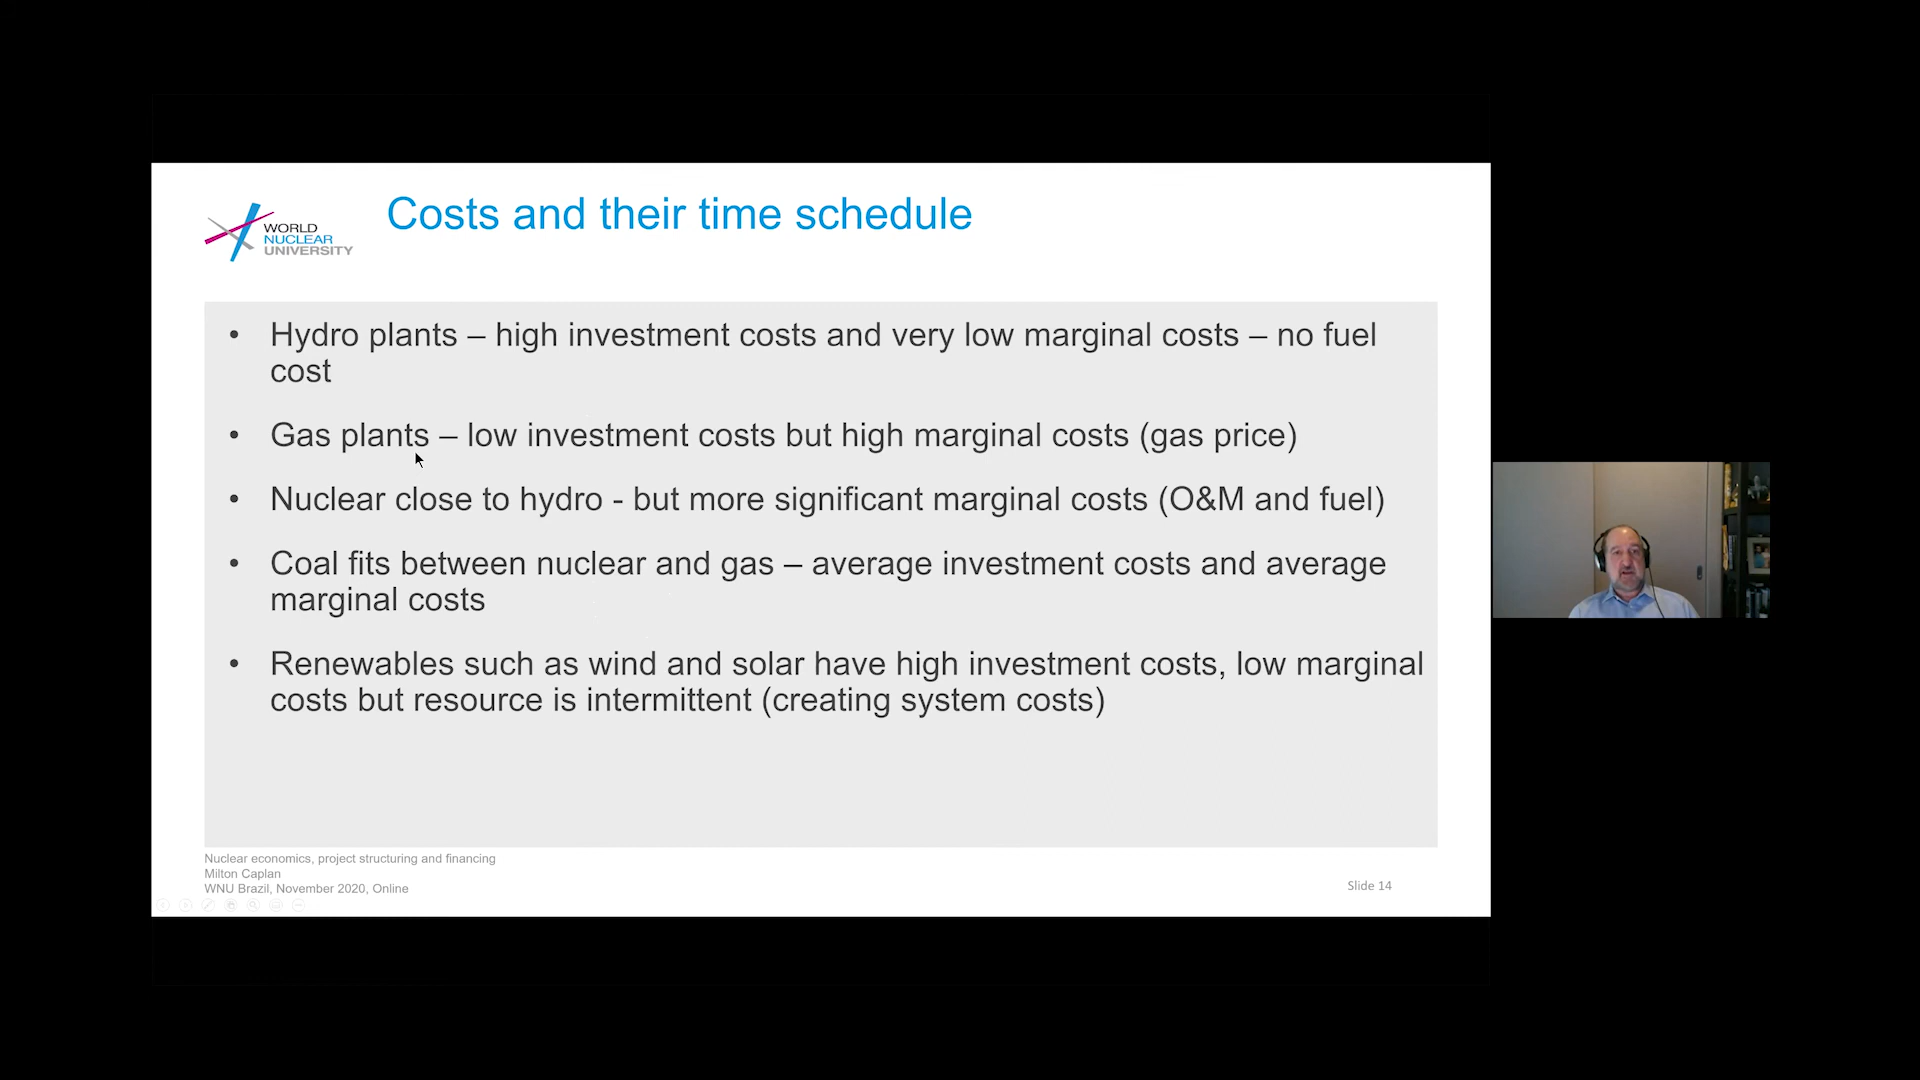 WORLD
NUCLEAR
UNIVERSITY
Costs and their time schedule
• Hydro plants – high investment costs and very low marginal costs – no fuel
cost
• Gas plants – low investment costs but high marginal costs (gas price)
• Nuclear close to hydro - but more significant marginal costs (O&M and fuel)
• Coal fits between nuclear and gas – average investment costs and average
marginal costs
• Renewables such as wind and solar have high investment costs, low marginal
costs but resource is intermittent (creating system costs)
Nuclear economics, project structuring and financing
Milton Caplan
WNU Brazil, November 2020, Online
Slide 14